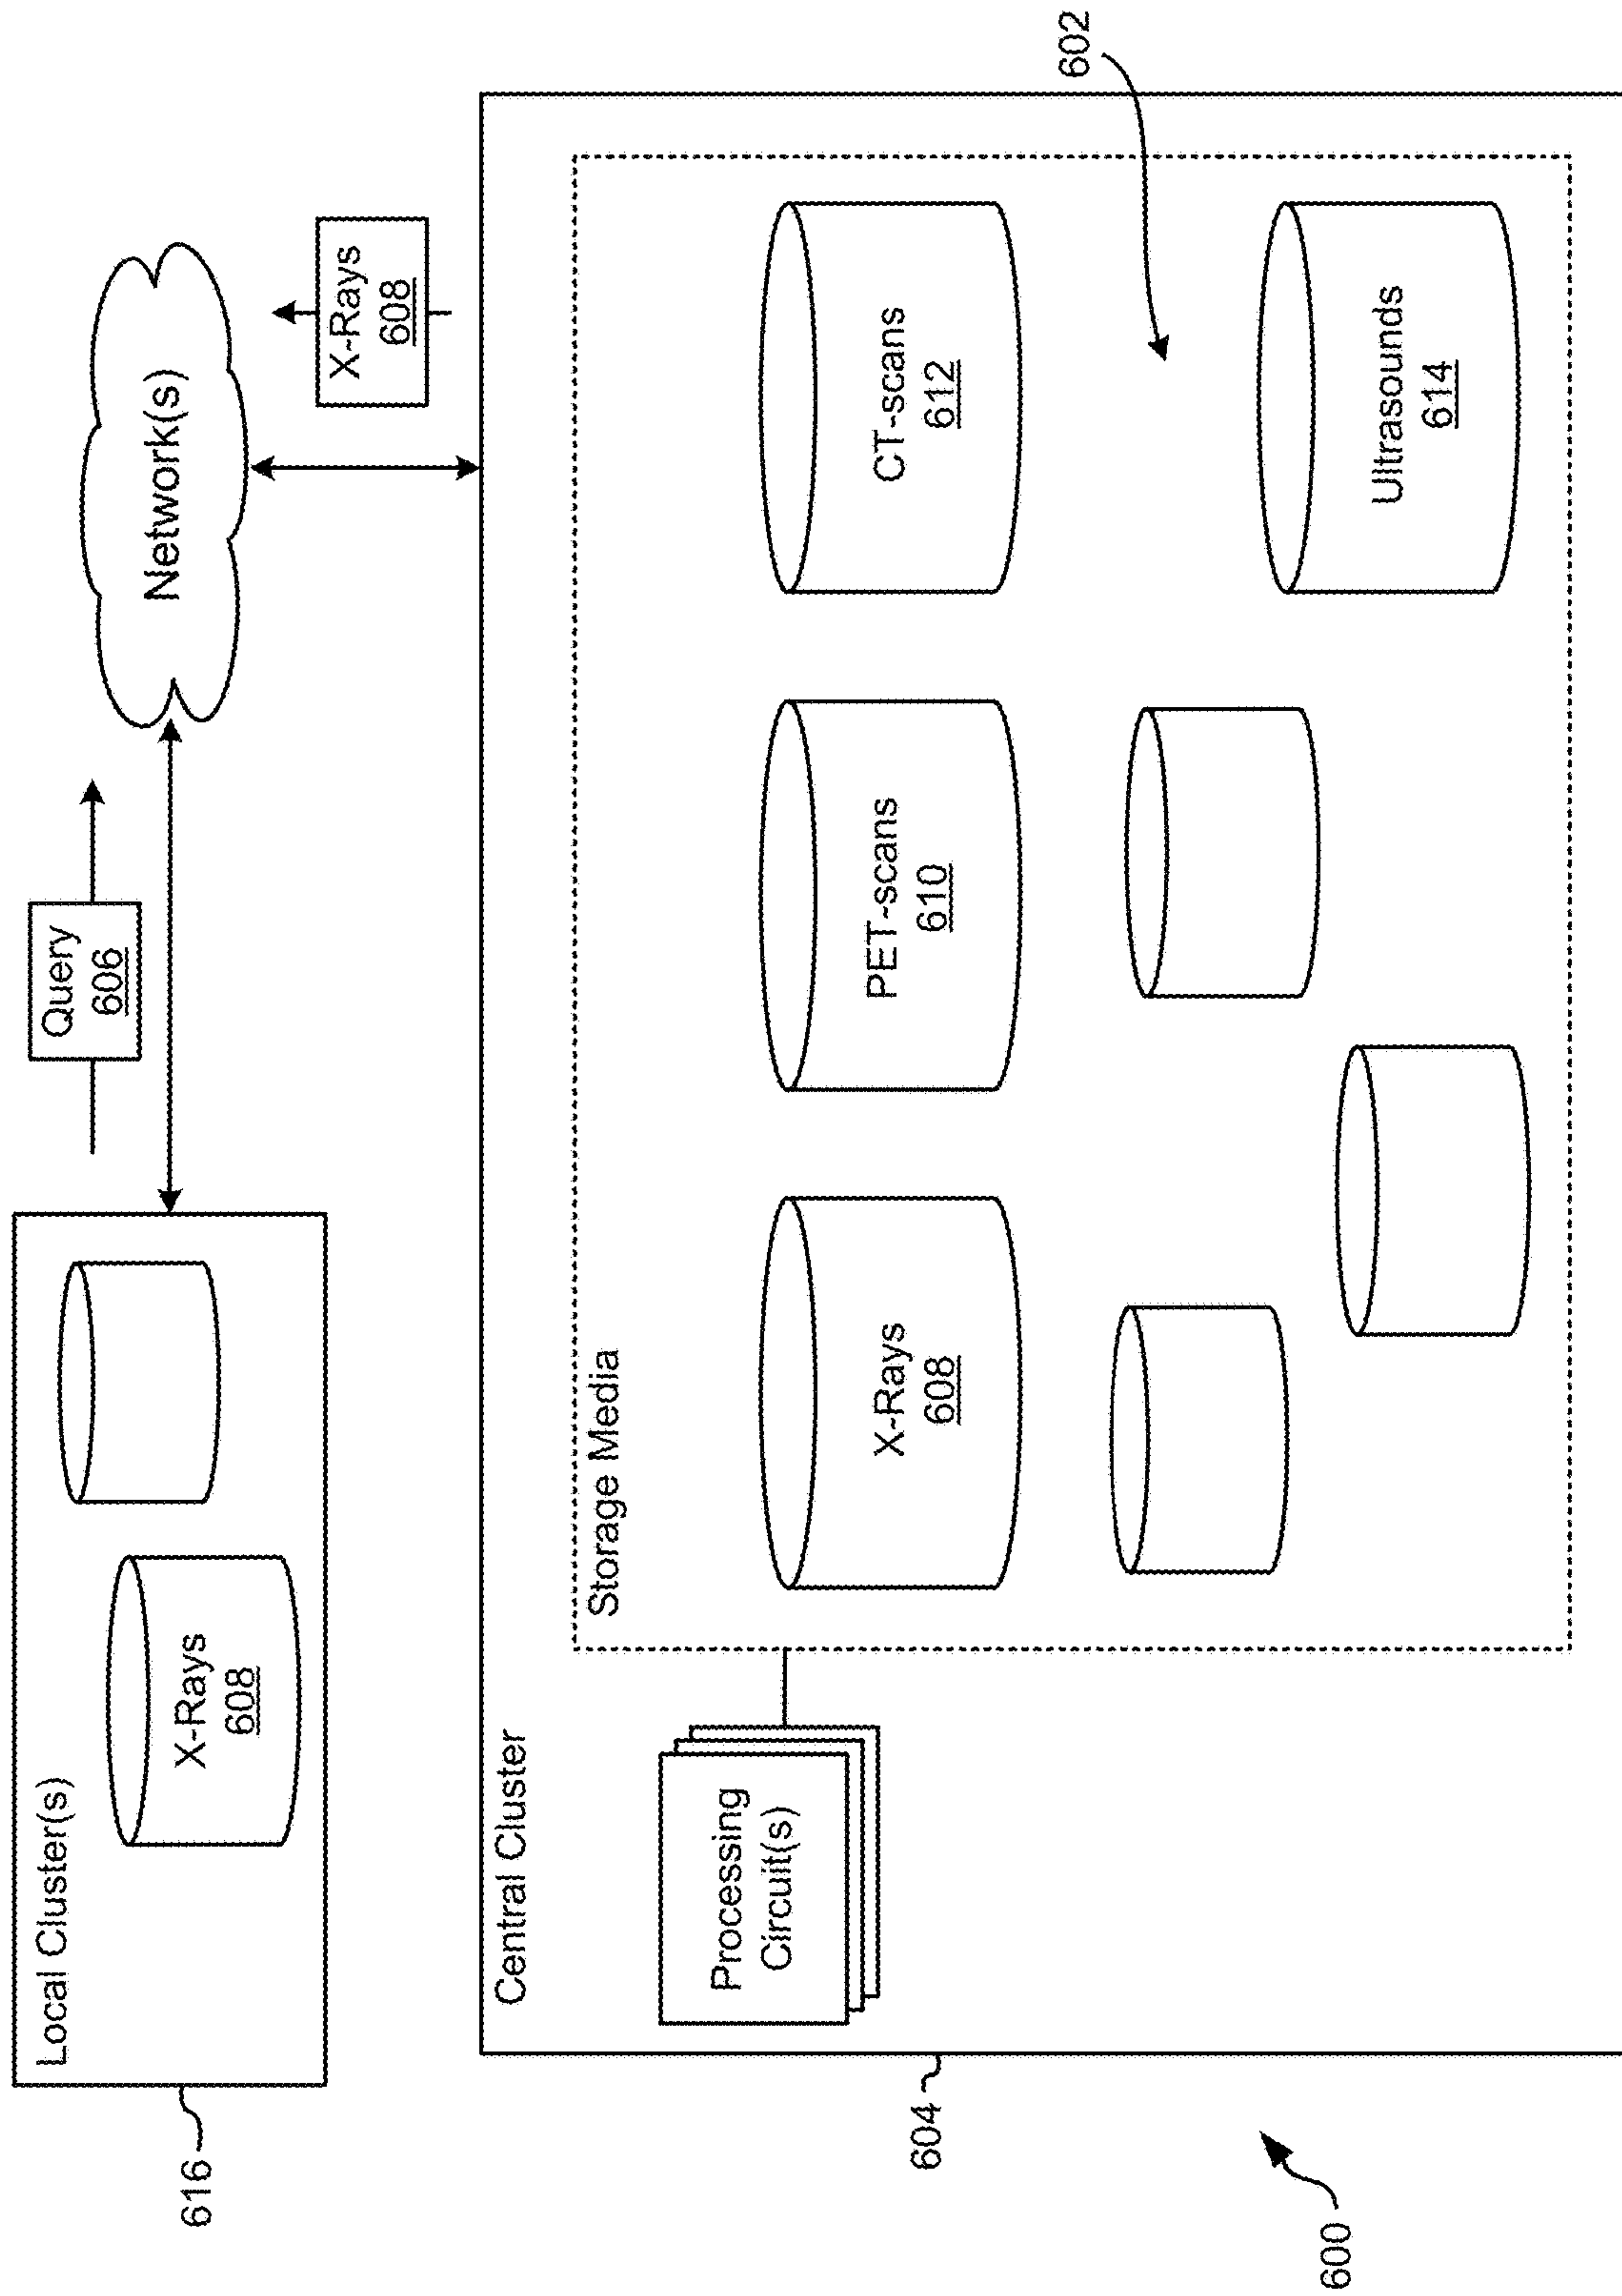 616
Local Cluster(s)
X-Rays
608
Query
606
Network(s)
X-Rays
608
604
Central Cluster
Processing
Circuit(s)
Storage Media
X-Rays
608
PET-scans
610
CT-scans
612
Ultrasounds
614
602
600